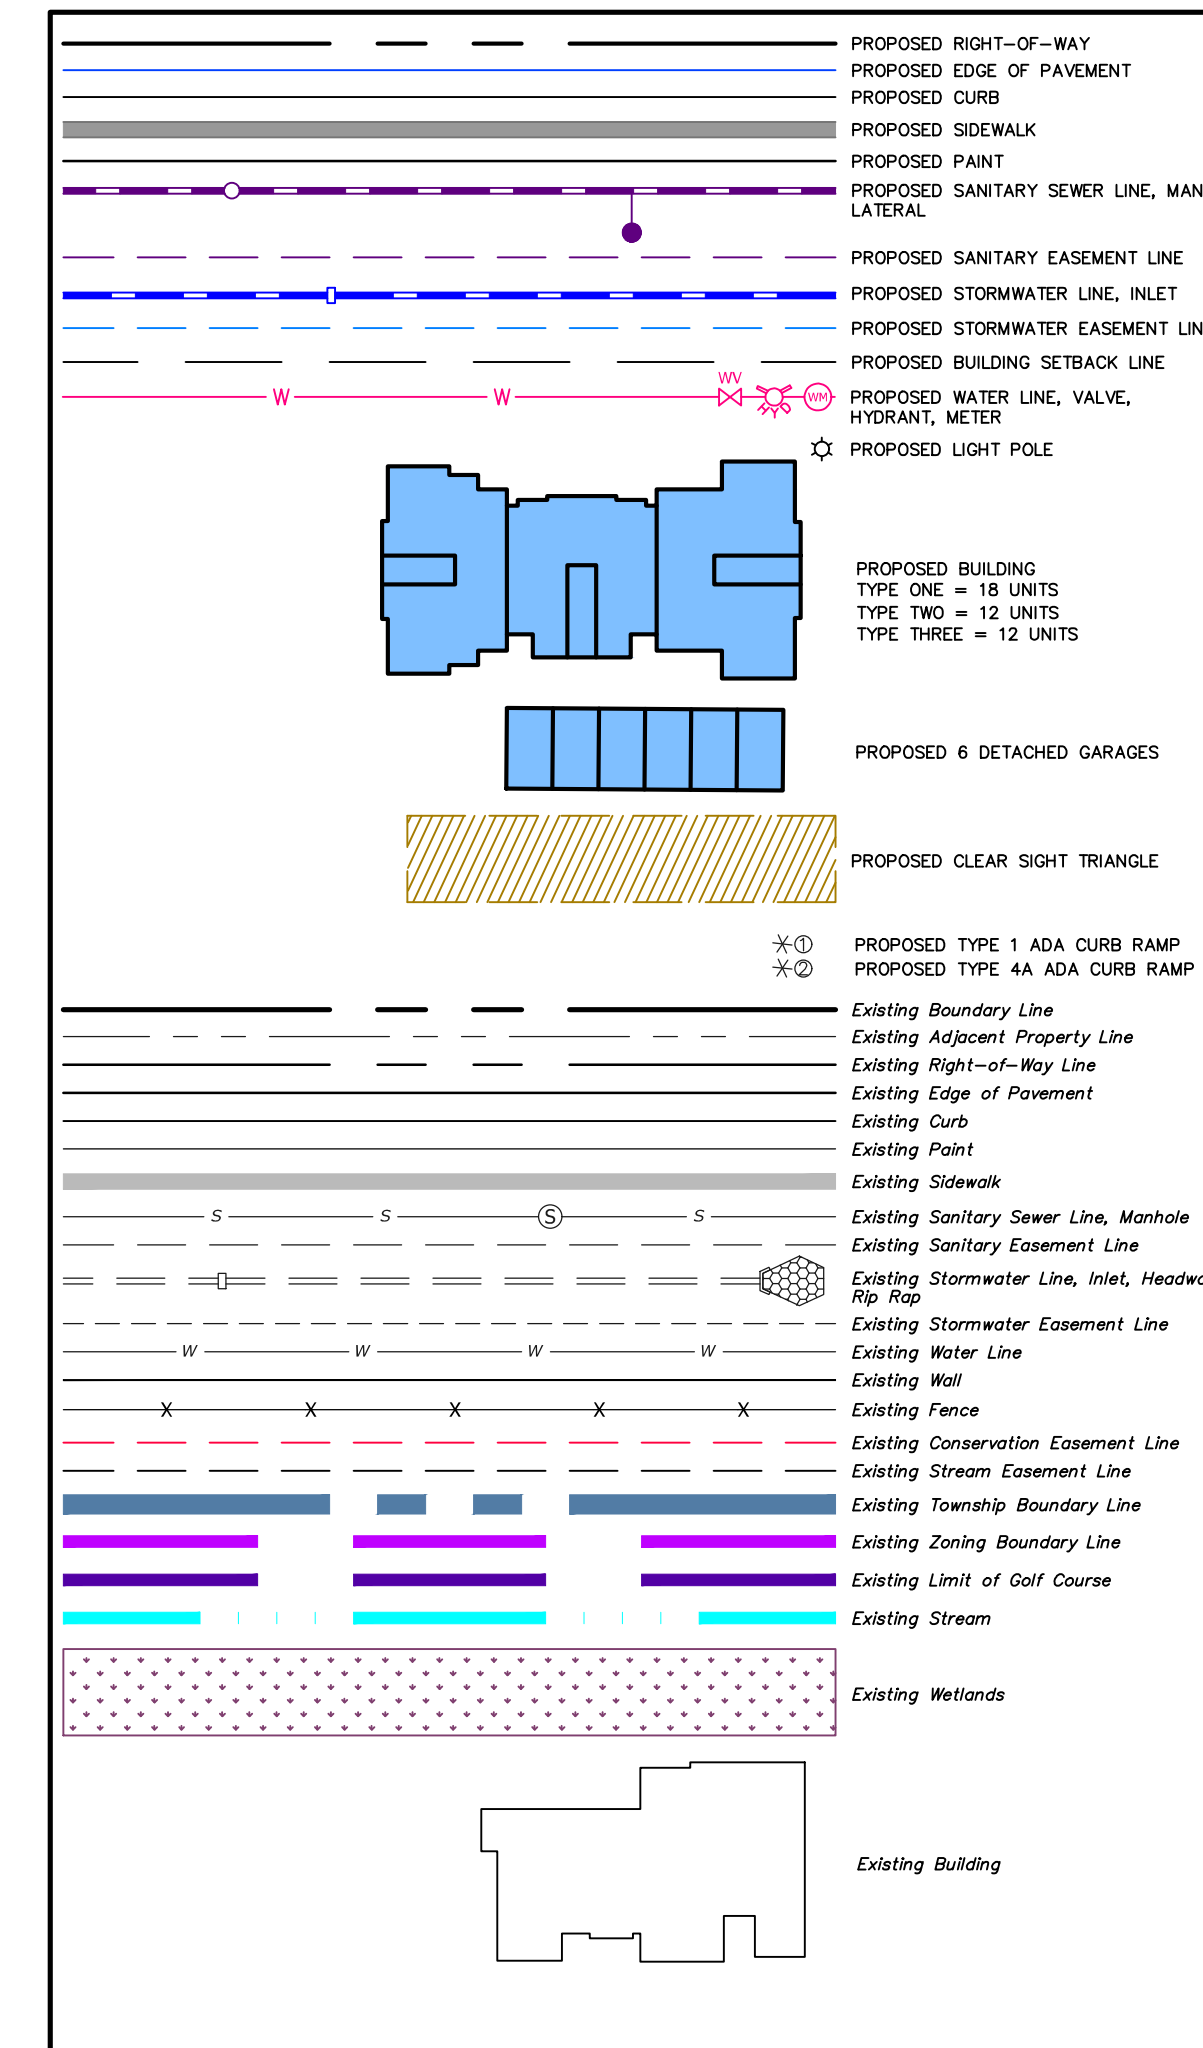 PROPOSED RIGHT-OF-WAY
PROPOSED EDGE OF PAVEMENT
PROPOSED CURB
PROPOSED SIDEWALK
PROPOSED PAINT
PROPOSED SANITARY SEWER LINE,
LATERAL
PROPOSED SANITARY EASEMENT LINE
PROPOSED STORMWATER LINE, INLET
PROPOSED STORMWATER EASEMENT
PROPOSED BUILDING SETBACK LINE
W W WV HYD WM PROPOSED WATER LINE, VALVE,
HYDRANT, METER
PROPOSED LIGHT POLE
PROPOSED BUILDING
TYPE ONE = 18 UNITS
TYPE TWO = 12 UNITS
TYPE THREE = 12 UNITS
PROPOSED 6 DETACHED GARAGES
PROPOSED CLEAR SIGHT TRIANGLE
1 PROPOSED TYPE 1 ADA CURB RAMP
2 PROPOSED TYPE 4A ADA CURB RAMP
Existing Boundary Line
Existing Adjacent Property Line
Existing Right-of-Way Line
Existing Edge of Pavement
Existing Curb
Existing Paint
Existing Sidewalk
S S S S Existing Sanitary Sewer Line, Manhole
Existing Sanitary Easement Line
Existing Stormwater Line, Inlet,
Rip Rap
Existing Stormwater Easement Line
W W W W Existing Water Line
Existing Wall
X X X X X Existing Fence
Existing Conservation Easement Line
Existing Stream Easement Line
Existing Township Boundary Line
Existing Zoning Boundary Line
Existing Limit of Golf Course
Existing Stream
Existing Wetlands
Existing Building